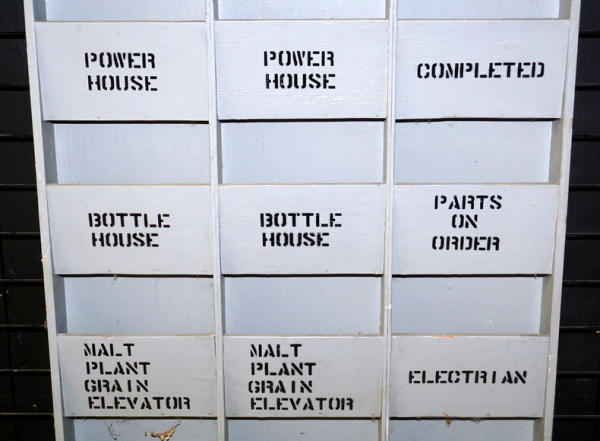 POWER
HOUSE
POWER
HOUSE
COMPLETED
BOTTLE
HOUSE
BOTTLE
HOUSE
PARTS
ON
ORDER
MALT
PLANT
GRAIN
ELEVATOR
MALT
PLANT
GRAIN
ELEVATOR
ELECTRIAN